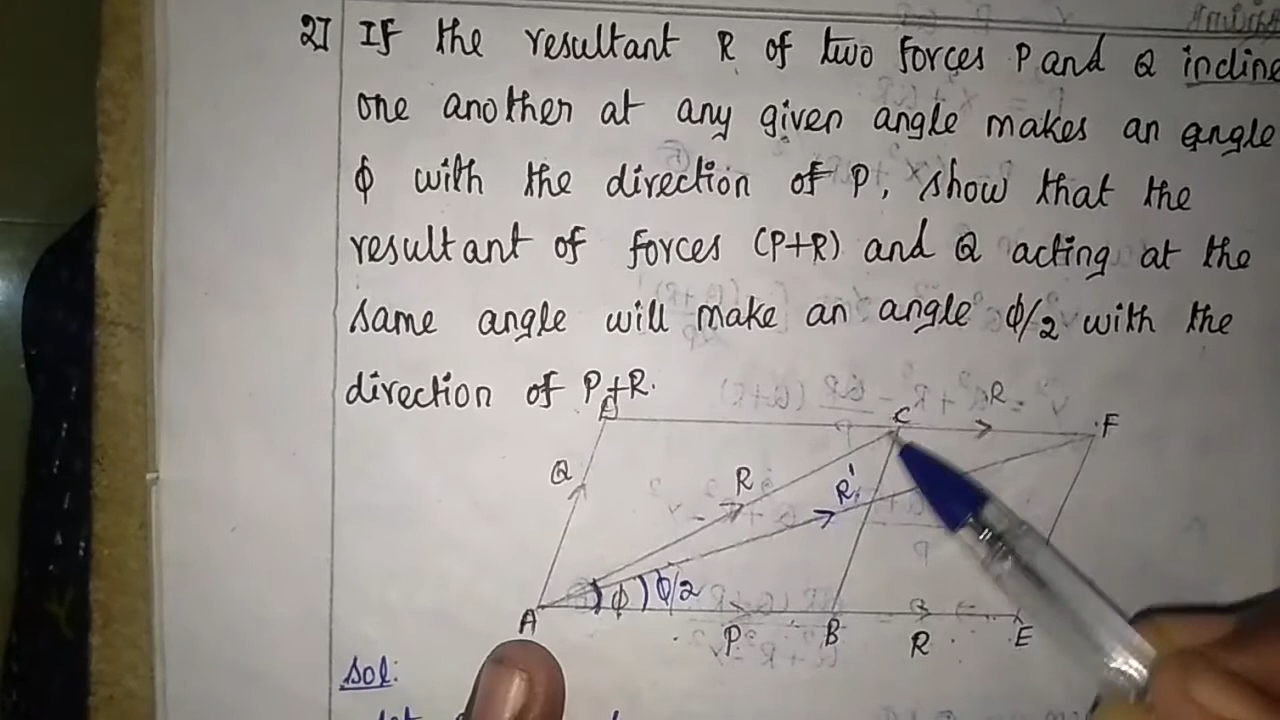 27 If the resultant R of two forces P and Q incline
one another at any given angle makes an angle
φ with the direction of P, show that the
resultant of forces (P+R) and Q acting at the
same angle will make an angle φ/2 with the
direction of P+R.
C R F
Q R R'
φ φ/2
A P B R E
Sol: